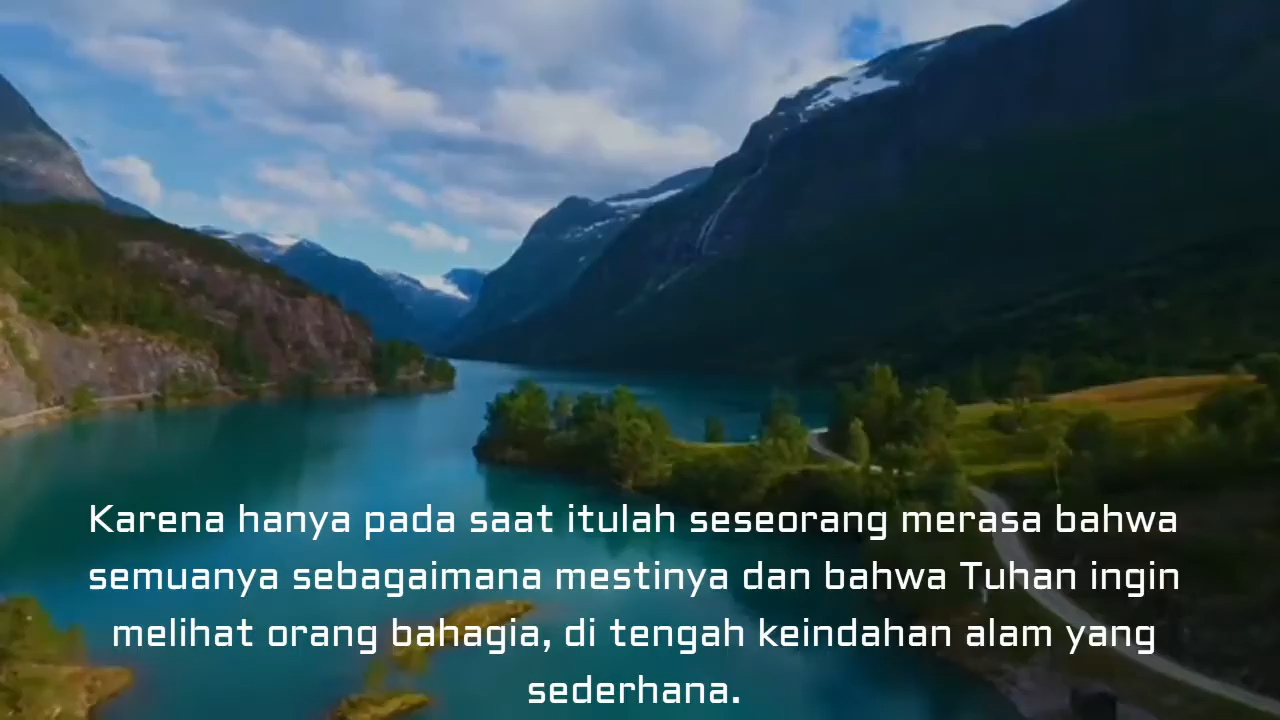 Karena hanya pada saat itulah seseorang merasa bahwa
semuanya sebagaimana mestinya dan bahwa Tuhan ingin
melihat orang bahagia, di tengah keindahan alam yang
sederhana.